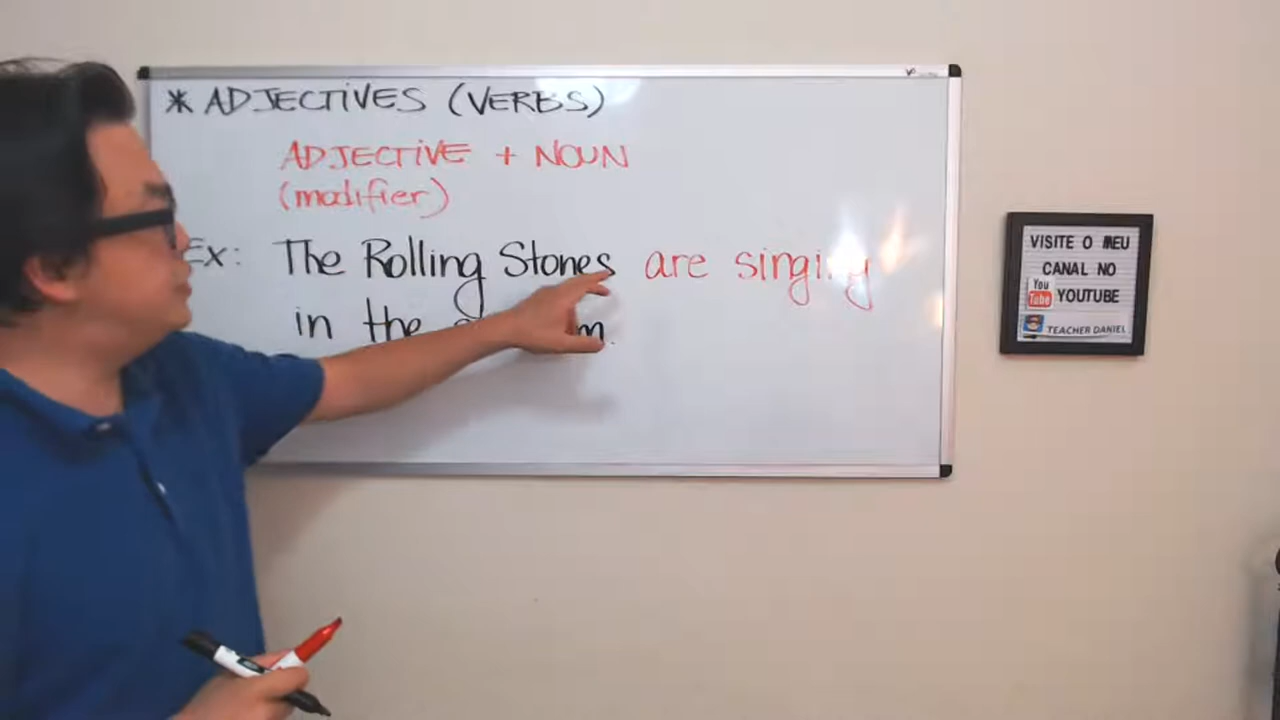 * ADJECTIVES (VERBS)
ADJECTIVE + NOUN
(modifier)
Ex: The Rolling Stones are singing
in the
VISITE O MEU
CANAL NO
You
Tube YOUTUBE
TEACHER DANIEL